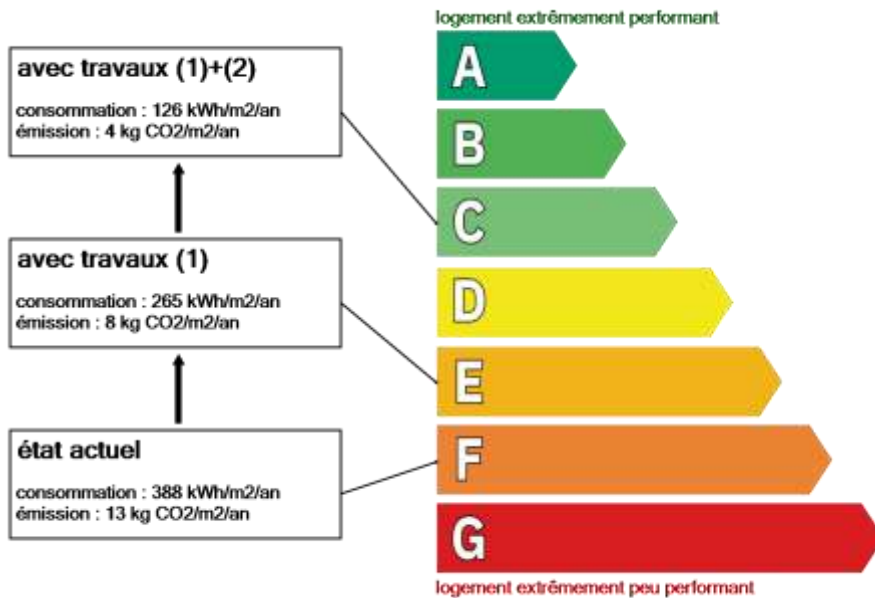 logement extrêmement performant
avec travaux (1)+(2)
consommation : 126 kWh/m2/an
émission : 4 kg CO2/m2/an
avec travaux (1)
consommation : 265 kWh/m2/an
émission : 8 kg CO2/m2/an
état actuel
consommation : 388 kWh/m2/an
émission : 13 kg CO2/m2/an
A
B
C
D
E
F
G
logement extrêmement peu performant